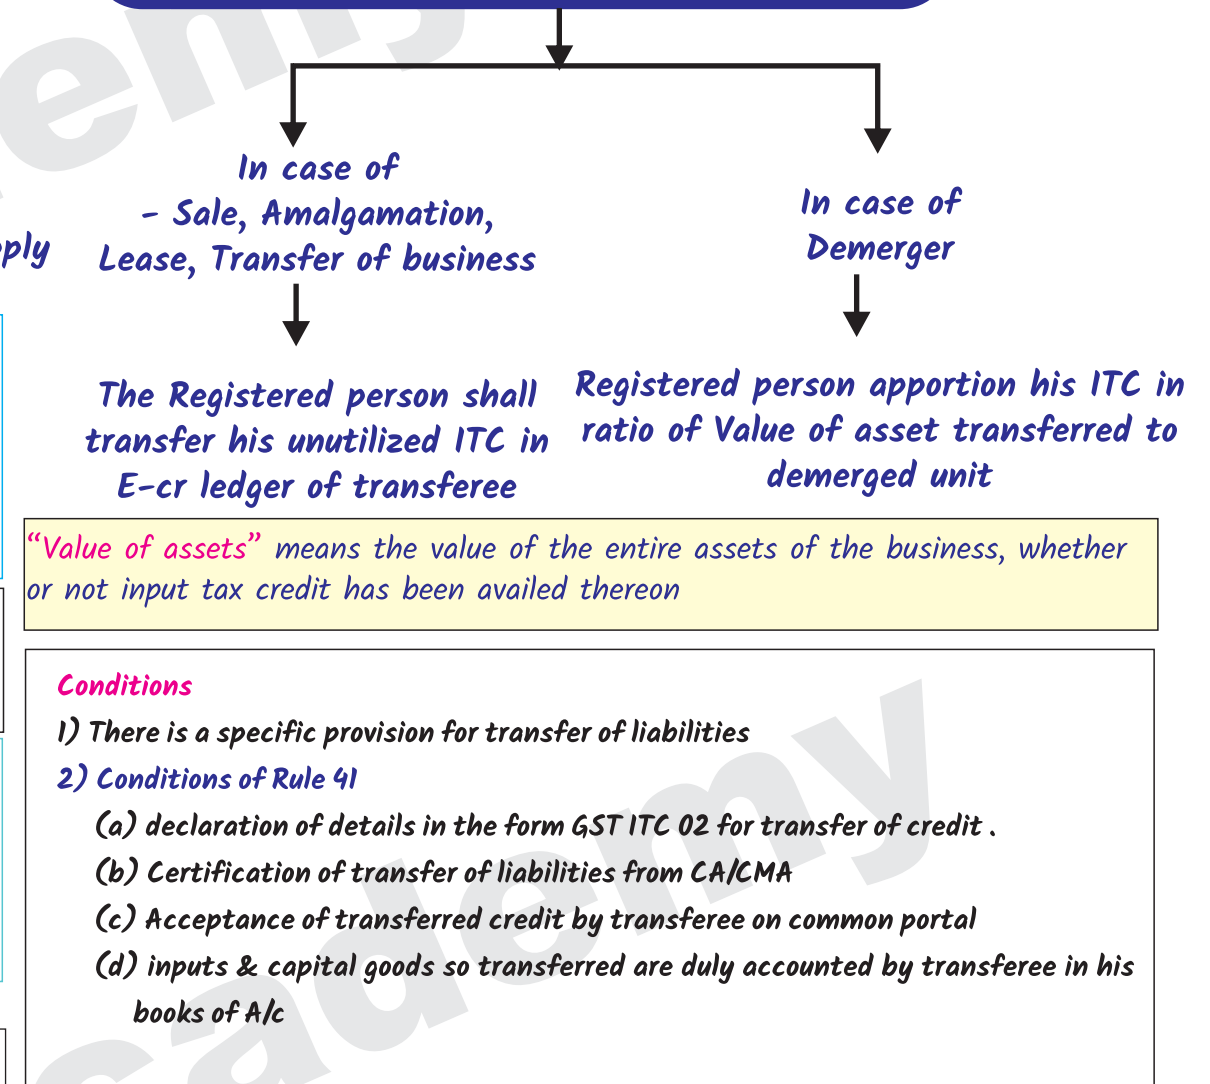 In case of
- Sale, Amalgamation,
Lease, Transfer of business
In case of
Demerger
The Registered person shall
transfer his unutilized ITC in
E-cr ledger of transferee
Registered person apportion his ITC in
ratio of Value of asset transferred to
demerged unit
“Value of assets” means the value of the entire assets of the business, whether
or not input tax credit has been availed thereon
Conditions
1) There is a specific provision for transfer of liabilities
2) Conditions of Rule 41
(a) declaration of details in the form GST ITC 02 for transfer of credit .
(b) Certification of transfer of liabilities from CA/CMA
(c) Acceptance of transferred credit by transferee on common portal
(d) inputs & capital goods so transferred are duly accounted by transferee in his
books of A/c